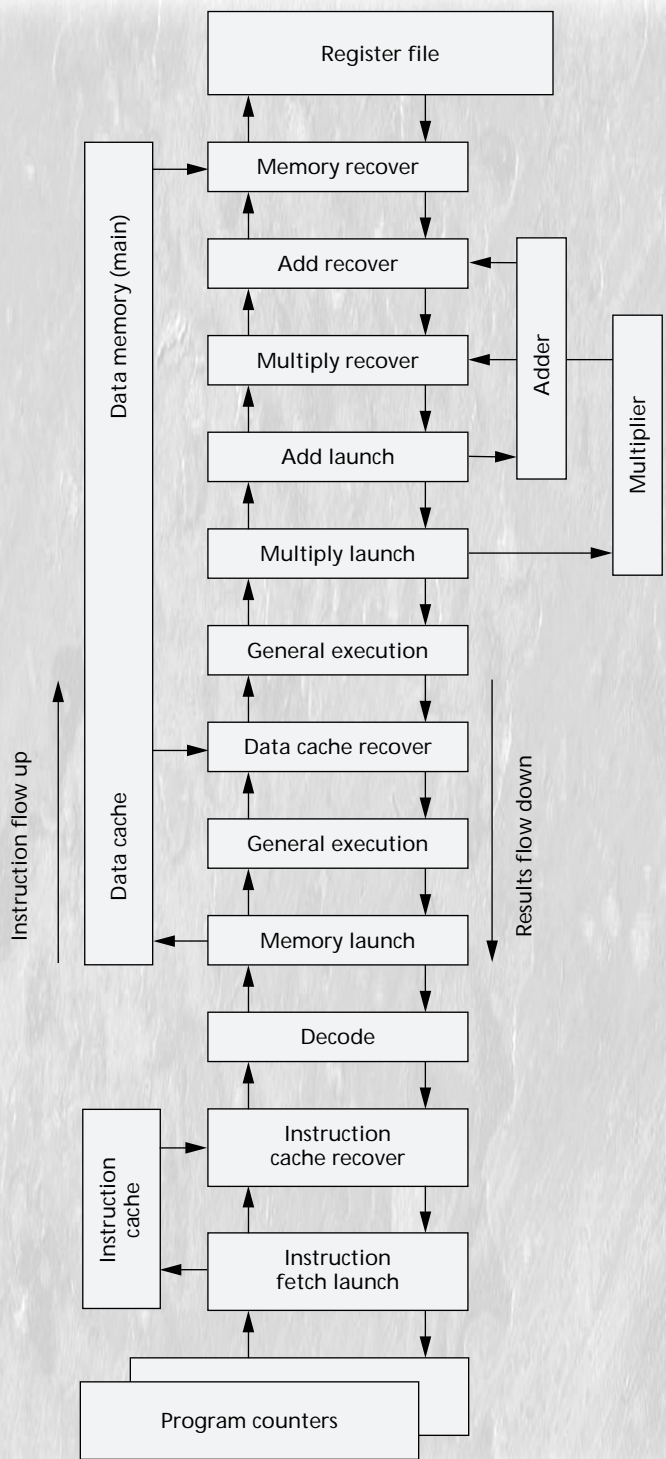 Register file
Memory recover
Data memory (main)
Add recover
Multiply recover
Adder
Multiplier
Add launch
Multiply launch
General execution
Data cache recover
Instruction flow up
Data cache
General execution
Results flow down
Memory launch
Decode
Instruction
cache recover
Instruction
cache
Instruction
fetch launch
Program counters